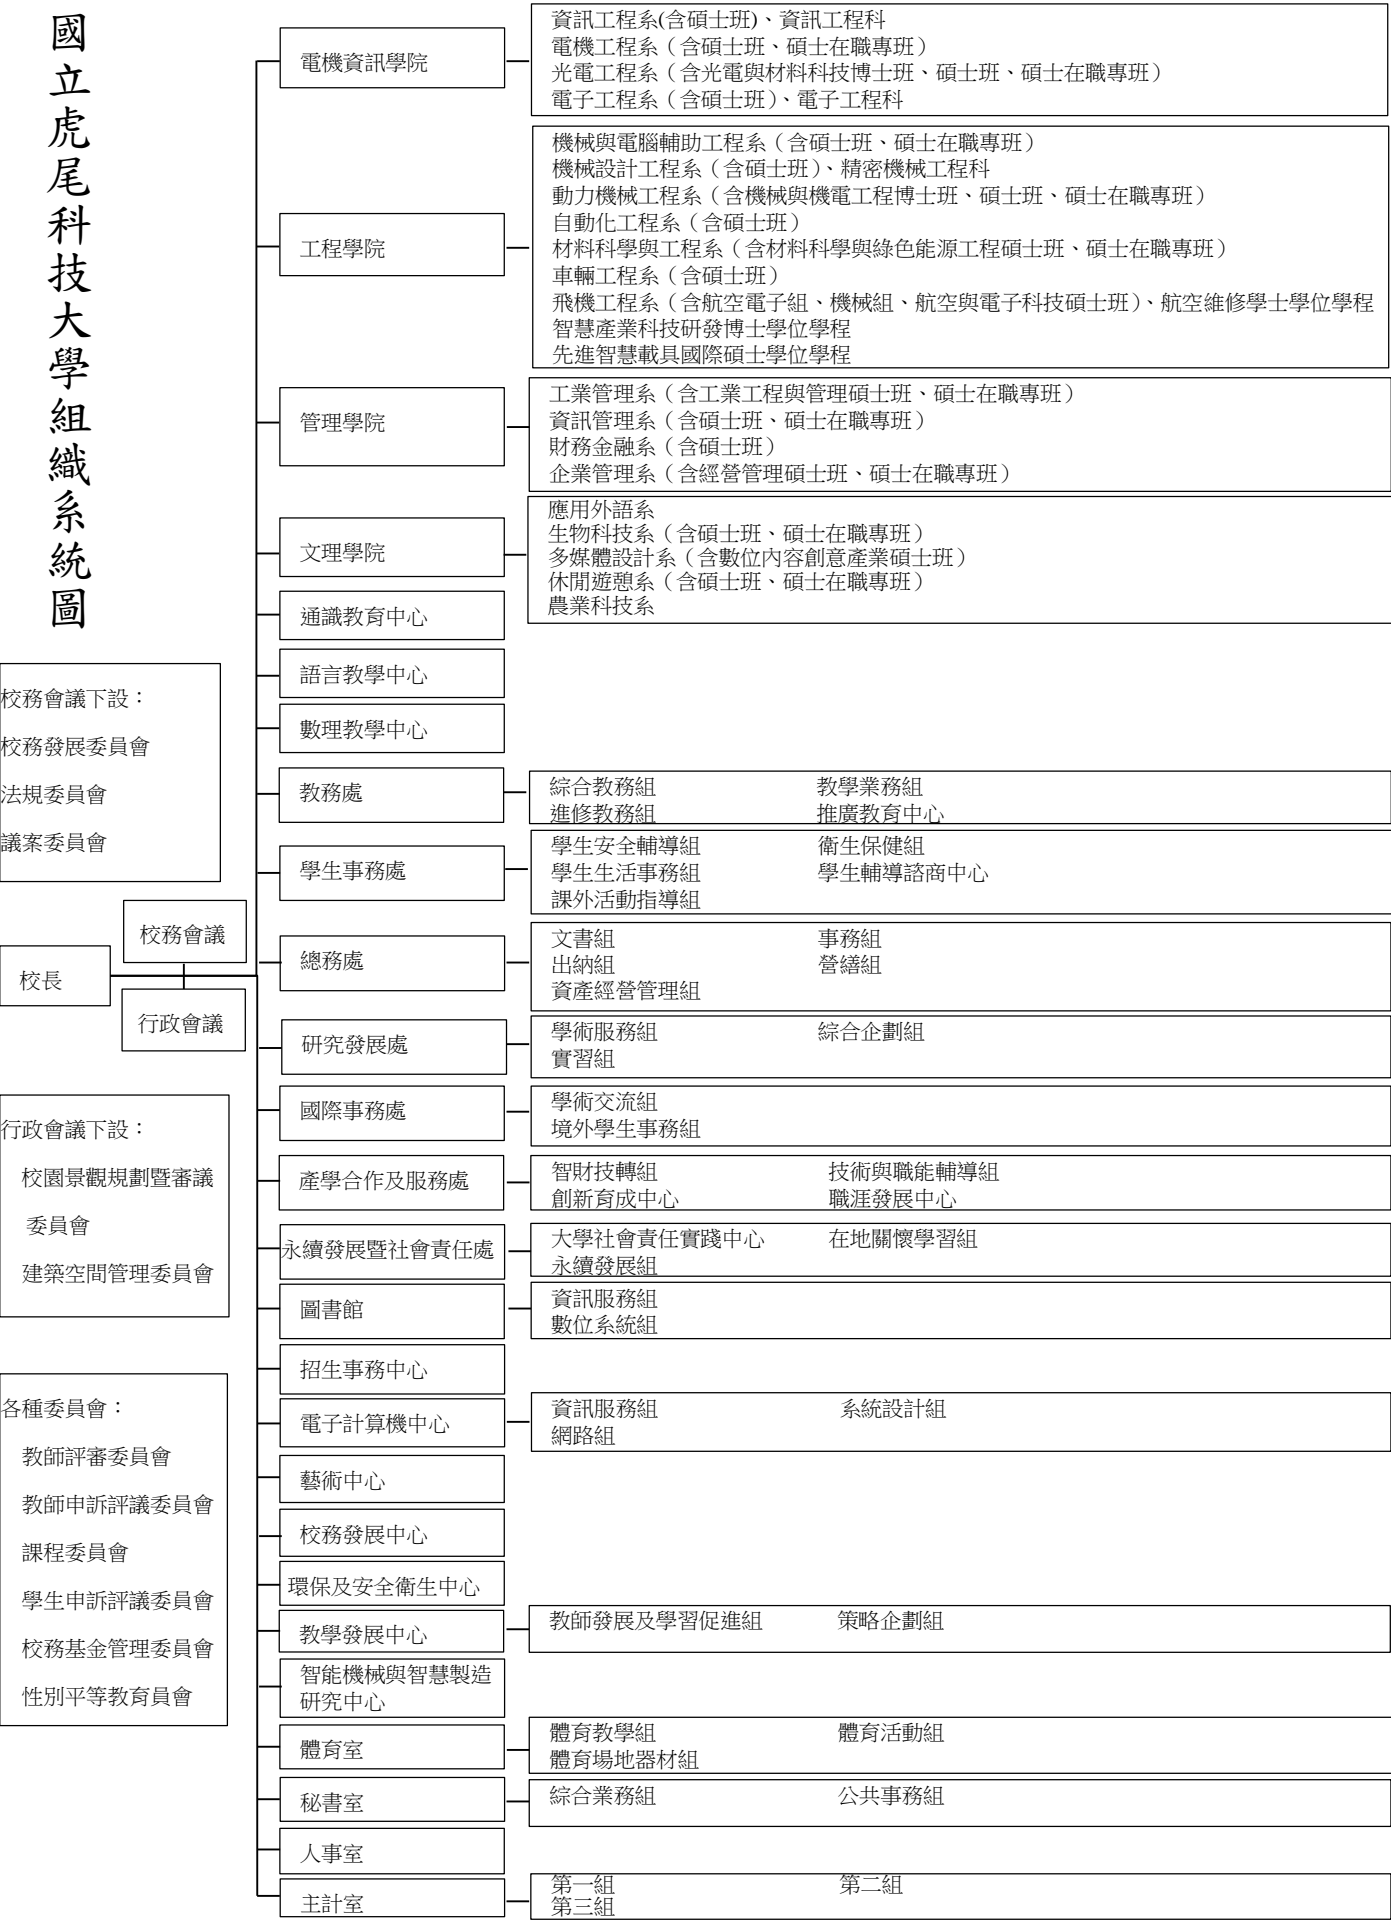 國立虎尾科技大學組織系統圖
電機資訊學院
資訊工程系(含碩士班)、資訊工程科
電機工程系（含碩士班、碩士在職專班）
光電工程系（含光電與材料科技博士班、碩士班、碩士在職專班）
電子工程系（含碩士班）、電子工程科
工程學院
機械與電腦輔助工程系（含碩士班、碩士在職專班）
機械設計工程系（含碩士班）、精密機械工程科
動力機械工程系（含機械與機電工程博士班、碩士班、碩士在職專班）
自動化工程系（含碩士班）
材料科學與工程系（含材料科學與綠色能源工程碩士班、碩士在職專班）
車輛工程系（含碩士班）
飛機工程系（含航空電子組、機械組、航空與電子科技碩士班）、航空維修學士學位學程
智慧產業科技研發博士學位學程
先進智慧載具國際碩士學位學程
管理學院
工業管理系（含工業工程與管理碩士班、碩士在職專班）
資訊管理系（含碩士班、碩士在職專班）
財務金融系（含碩士班）
企業管理系（含經營管理碩士班、碩士在職專班）
文理學院
應用外語系
生物科技系（含碩士班、碩士在職專班）
多媒體設計系（含數位內容創意產業碩士班）
休閒遊憩系（含碩士班、碩士在職專班）
農業科技系
通識教育中心
語言教學中心
數理教學中心
校務會議下設：
校務發展委員會
法規委員會
議案委員會
教務處
綜合教務組 教學業務組
進修教務組 推廣教育中心
學生事務處
學生安全輔導組 衛生保健組
學生生活事務組 學生輔導諮商中心
課外活動指導組
校長
校務會議
行政會議
總務處
文書組 事務組
出納組 營繕組
資產經營管理組
研究發展處
學術服務組 綜合企劃組
實習組
國際事務處
學術交流組
境外學生事務組
行政會議下設：
校園景觀規劃暨審議
委員會
建築空間管理委員會
產學合作及服務處
智財技轉組 技術與職能輔導組
創新育成中心 職涯發展中心
永續發展暨社會責任處
大學社會責任實踐中心 在地關懷學習組
永續發展組
圖書館
資訊服務組
數位系統組
招生事務中心
電子計算機中心
資訊服務組 系統設計組
網路組
各種委員會：
教師評審委員會
教師申訴評議委員會
課程委員會
學生申訴評議委員會
校務基金管理委員會
性別平等教育員會
藝術中心
校務發展中心
環保及安全衛生中心
教學發展中心
教師發展及學習促進組 策略企劃組
智能機械與智慧製造
研究中心
體育室
體育教學組 體育活動組
體育場地器材組
秘書室
綜合業務組 公共事務組
人事室
主計室
第一組 第二組
第三組